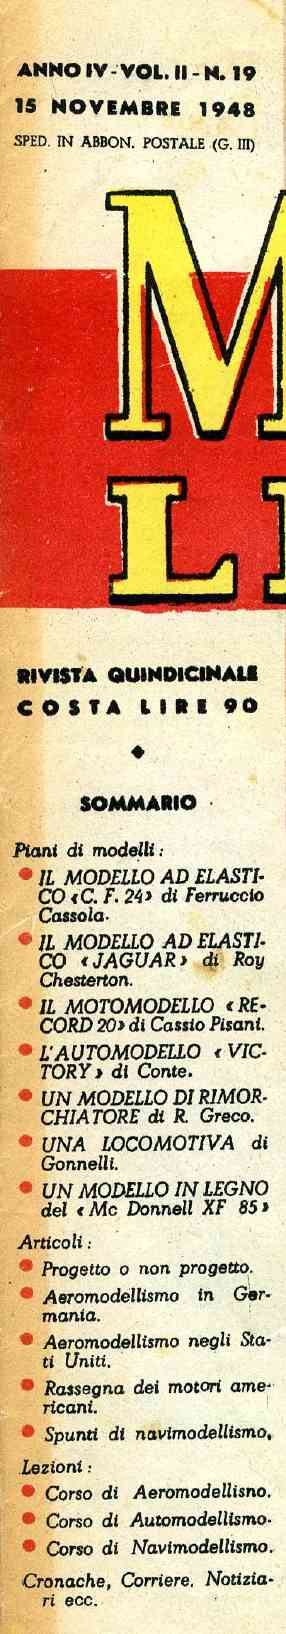 ANNO IV - VOL. II - N. 19
15 NOVEMBRE 1948
SPED. IN ABBON. POSTALE (G. III)
M
L
RIVISTA QUINDICINALE
COSTA LIRE 90
SOMMARIO
Piani di modelli :
IL MODELLO AD ELASTI-
CO «C. F. 24» di Ferruccio
Cassola.
IL MODELLO AD ELASTI-
CO «JAGUAR» di Roy
Chesterton.
IL MOTOMODELLO «RE-
CORD 20» di Cassio Pisani.
L'AUTOMODELLO «VIC-
TORY» di Conte.
UN MODELLO DI RIMOR-
CHIATORE di R. Greco.
UNA LOCOMOTIVA di
Gonnelli.
UN MODELLO IN LEGNO
del «Mc Donnell XF 85»
Articoli :
Progetto o non progetto.
Aeromodellismo in Ger-
mania.
Aeromodellismo negli Sta-
ti Uniti.
Rassegna dei motori ame-
ricani.
Spunti di navimodellismo.
Lezioni :
Corso di Aeromodellisno.
Corso di Automodellismo.
Corso di Navimodellismo.
Cronache, Corriere, Notizia-
ri ecc.